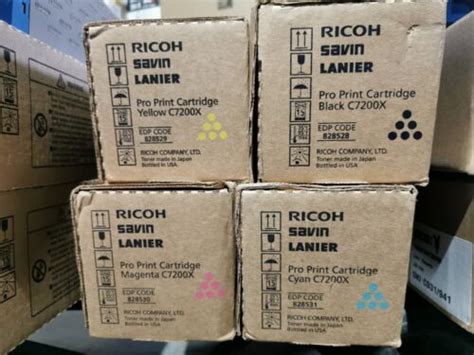 RICOH
savin
LANIER
Pro Print Cartridge
Yellow C7200X
EDP CODE
828529
RICOH COMPANY, LTD.
Toner made in Japan
Bottled in USA
RICOH
savin
LANIER
Pro Print Cartridge
Black C7200X
EDP CODE
828528
RICOH COMPANY, LTD.
Toner made in Japan
Bottled in USA
RICOH
savin
LANIER
Pro Print Cartridge
Magenta C7200X
EDP CODE
828530
RICOH COMPANY, LTD.
Toner made in Japan
Bottled in USA
RICOH
savin
LANIER
Pro Print Cartridge
Cyan C7200X
EDP CODE
828531
RICOH COMPANY, LTD.
Toner made in Japan
Bottled in USA